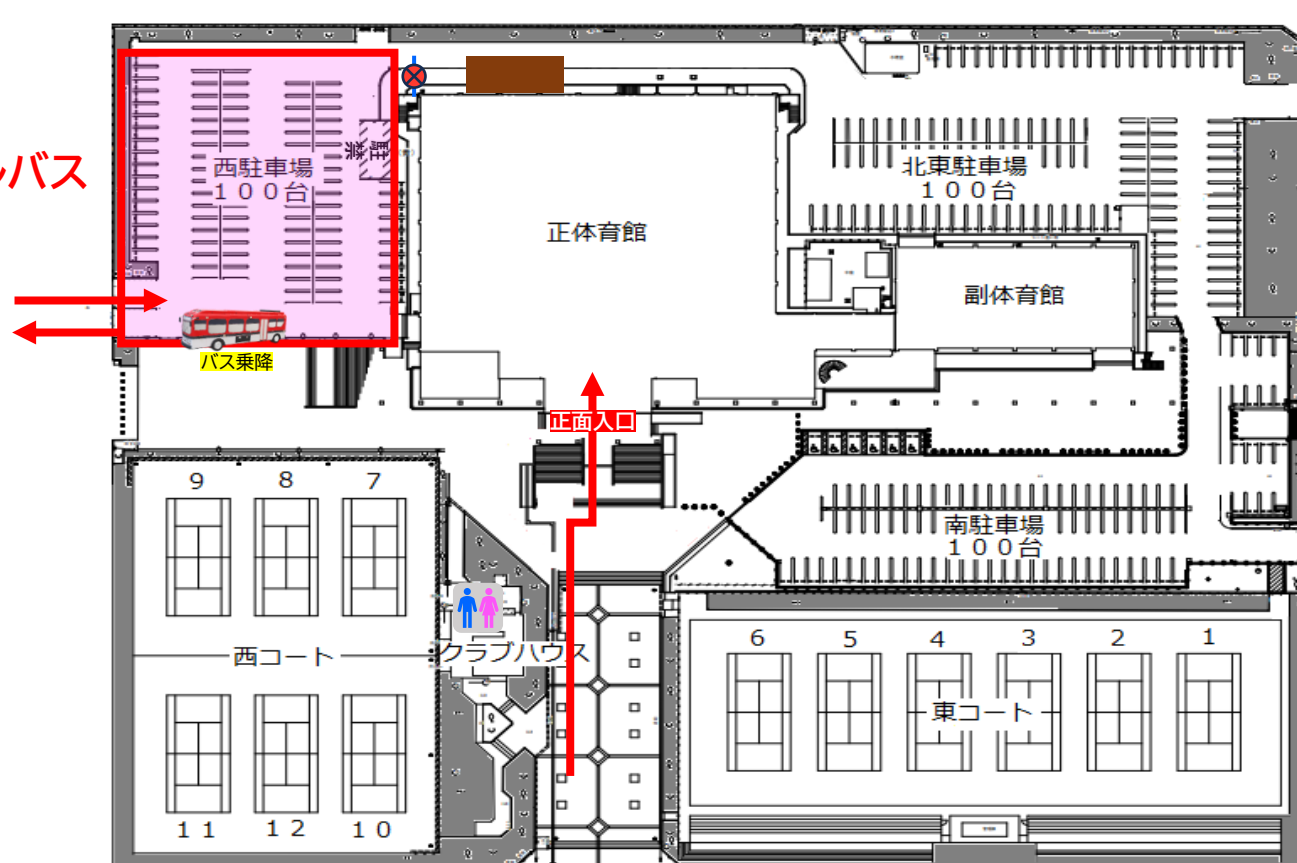 バス
西駐車場
１００台
駐
禁
北東駐車場
１００台
正体育館
副体育館
バス乗降
正面入口
9
8
7
南駐車場
１００台
西コート
クラブハウス
6
5
4
3
2
1
東コート
11
12
10